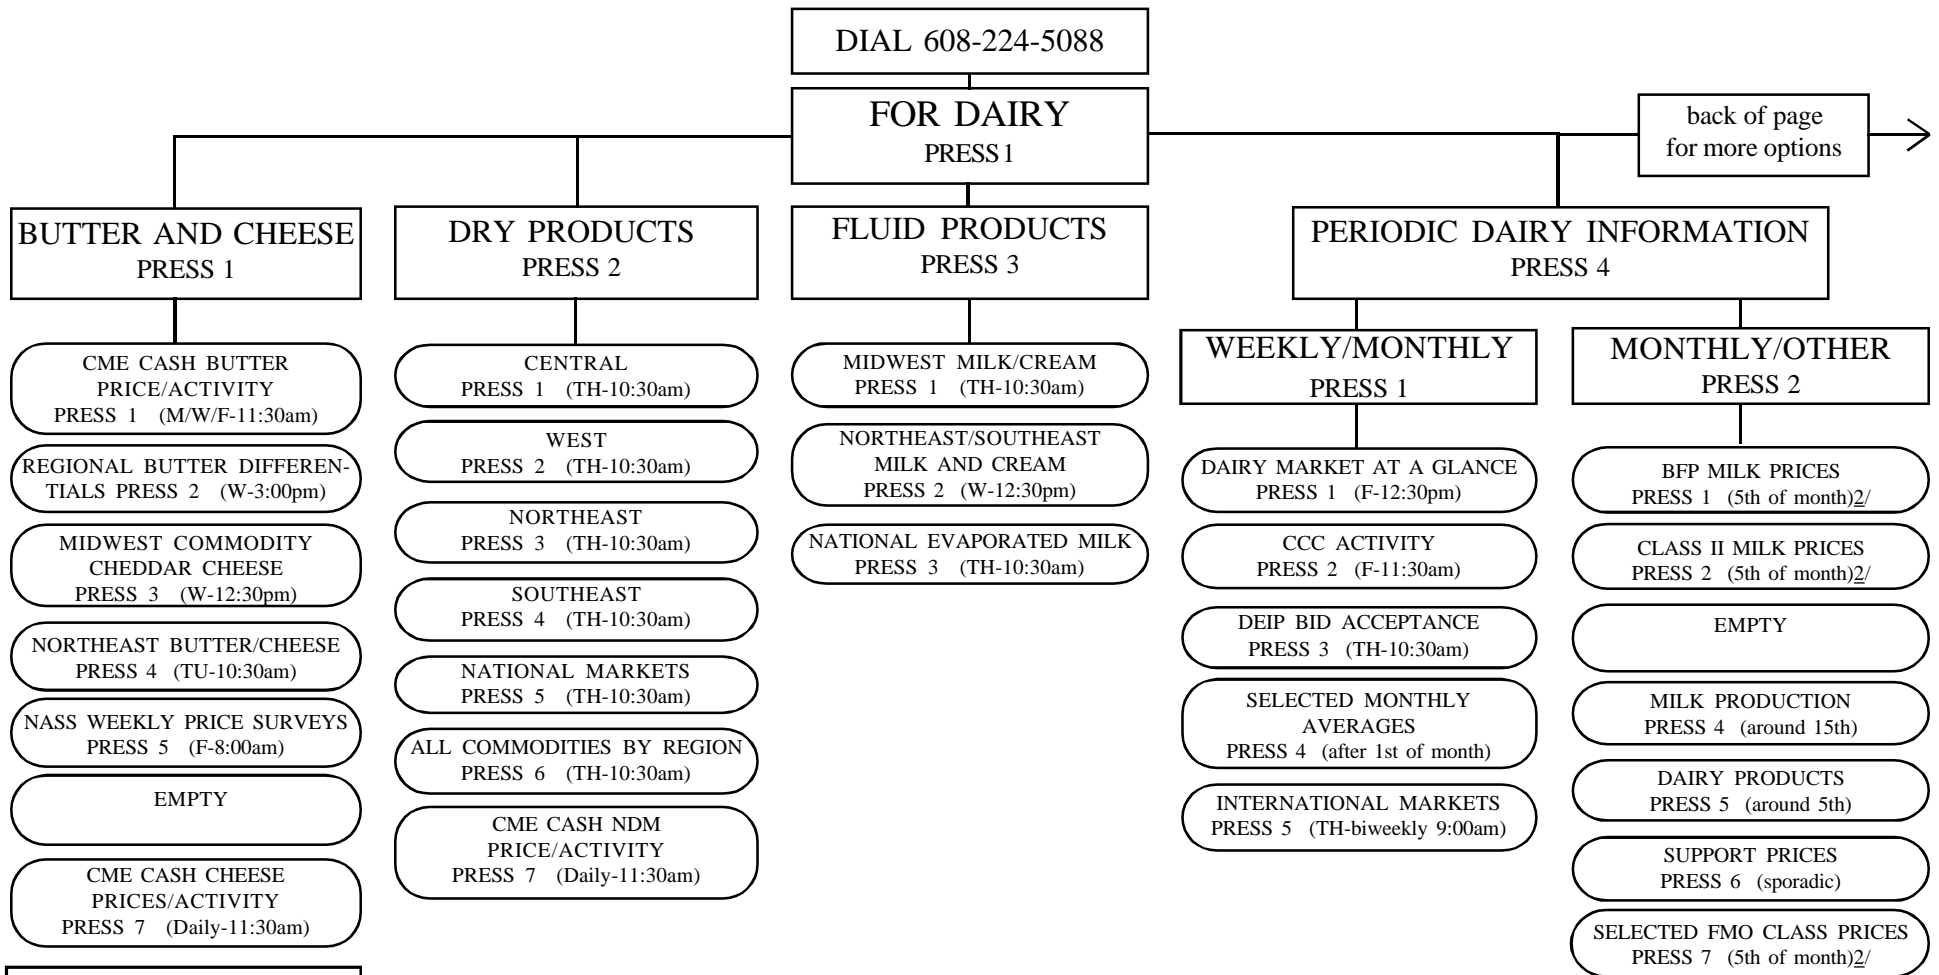 DIAL 608-224-5088
FOR DAIRY
PRESS 1
back of page
for more options
BUTTER AND CHEESE
PRESS 1
CME CASH BUTTER
PRICE/ACTIVITY
PRESS 1 (M/W/F-11:30am)
REGIONAL BUTTER DIFFEREN-
TIALS PRESS 2 (W-3:00pm)
MIDWEST COMMODITY
CHEDDAR CHEESE
PRESS 3 (W-12:30pm)
NORTHEAST BUTTER/CHEESE
PRESS 4 (TU-10:30am)
NASS WEEKLY PRICE SURVEYS
PRESS 5 (F-8:00am)
EMPTY
CME CASH CHEESE
PRICES/ACTIVITY
PRESS 7 (Daily-11:30am)
DRY PRODUCTS
PRESS 2
CENTRAL
PRESS 1 (TH-10:30am)
WEST
PRESS 2 (TH-10:30am)
NORTHEAST
PRESS 3 (TH-10:30am)
SOUTHEAST
PRESS 4 (TH-10:30am)
NATIONAL MARKETS
PRESS 5 (TH-10:30am)
ALL COMMODITIES BY REGION
PRESS 6 (TH-10:30am)
CME CASH NDM
PRICE/ACTIVITY
PRESS 7 (Daily-11:30am)
FLUID PRODUCTS
PRESS 3
MIDWEST MILK/CREAM
PRESS 1 (TH-10:30am)
NORTHEAST/SOUTHEAST
MILK AND CREAM
PRESS 2 (W-12:30pm)
NATIONAL EVAPORATED MILK
PRESS 3 (TH-10:30am)
PERIODIC DAIRY INFORMATION
PRESS 4
WEEKLY/MONTHLY
PRESS 1
DAIRY MARKET AT A GLANCE
PRESS 1 (F-12:30pm)
CCC ACTIVITY
PRESS 2 (F-11:30am)
DEIP BID ACCEPTANCE
PRESS 3 (TH-10:30am)
SELECTED MONTHLY
AVERAGES
PRESS 4 (after 1st of month)
INTERNATIONAL MARKETS
PRESS 5 (TH-biweekly 9:00am)
MONTHLY/OTHER
PRESS 2
BFP MILK PRICES
PRESS 1 (5th of month)2/
CLASS II MILK PRICES
PRESS 2 (5th of month)2/
EMPTY
MILK PRODUCTION
PRESS 4 (around 15th)
DAIRY PRODUCTS
PRESS 5 (around 5th)
SUPPORT PRICES
PRESS 6 (sporadic)
SELECTED FMO CLASS PRICES
PRESS 7 (5th of month)2/